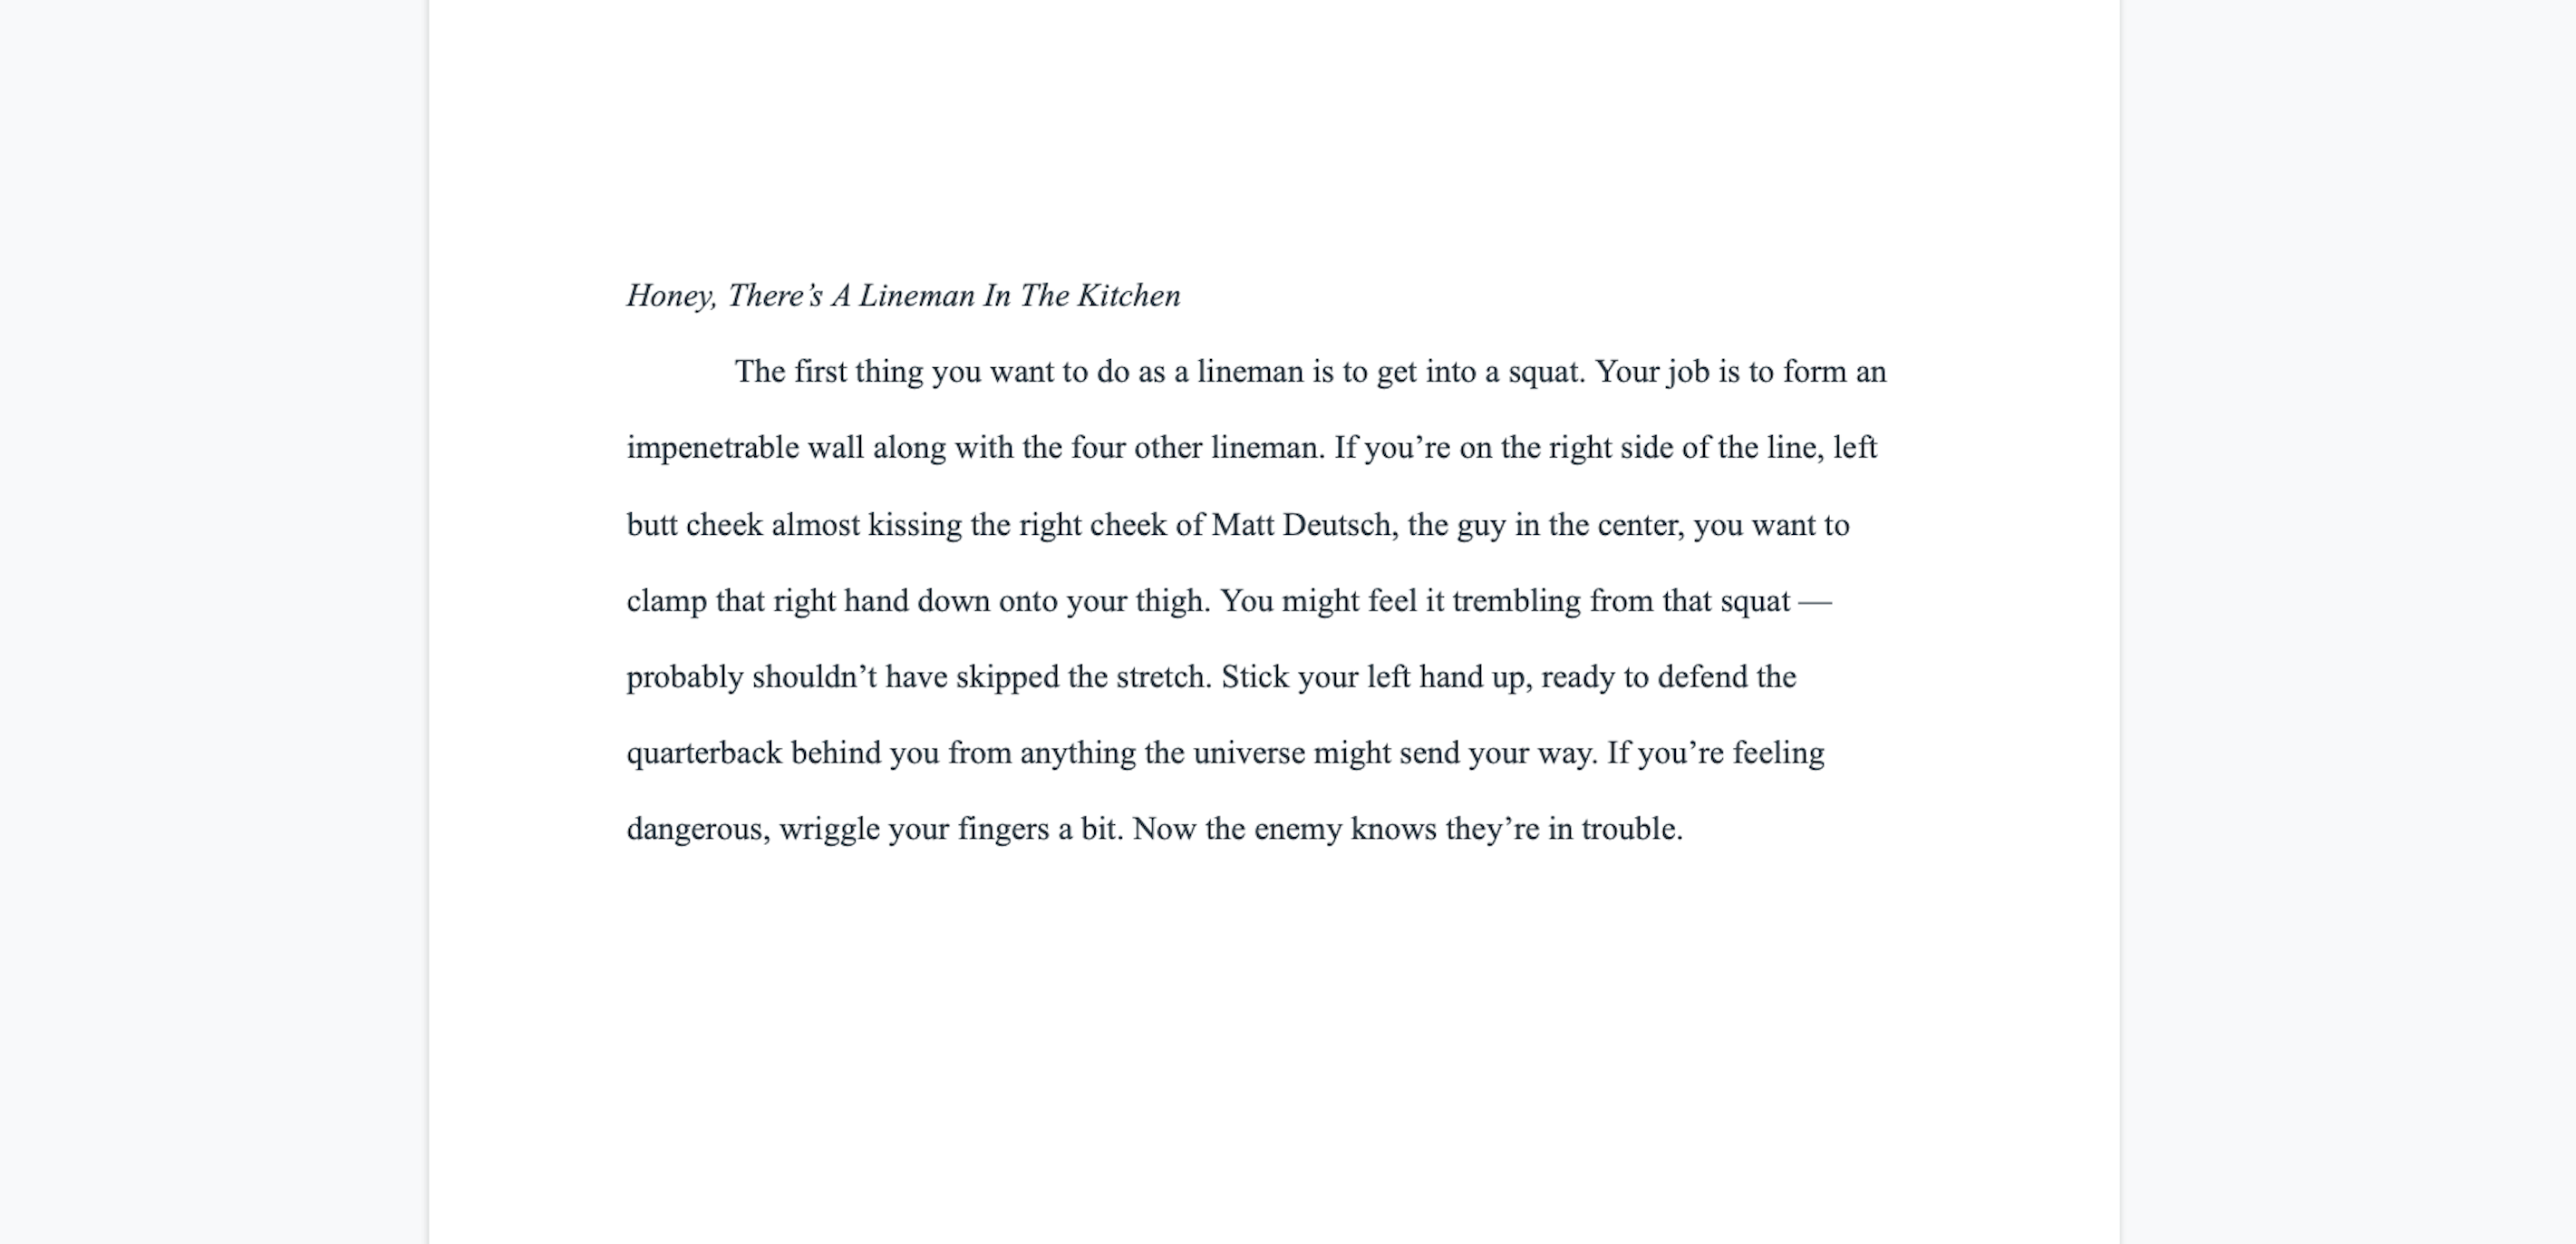 Honey, There’s A Lineman In The Kitchen
The first thing you want to do as a lineman is to get into a squat. Your job is to form an
impenetrable wall along with the four other lineman. If you’re on the right side of the line, left
butt cheek almost kissing the right cheek of Matt Deutsch, the guy in the center, you want to
clamp that right hand down onto your thigh. You might feel it trembling from that squat —
probably shouldn’t have skipped the stretch. Stick your left hand up, ready to defend the
quarterback behind you from anything the universe might send your way. If you’re feeling
dangerous, wriggle your fingers a bit. Now the enemy knows they’re in trouble.